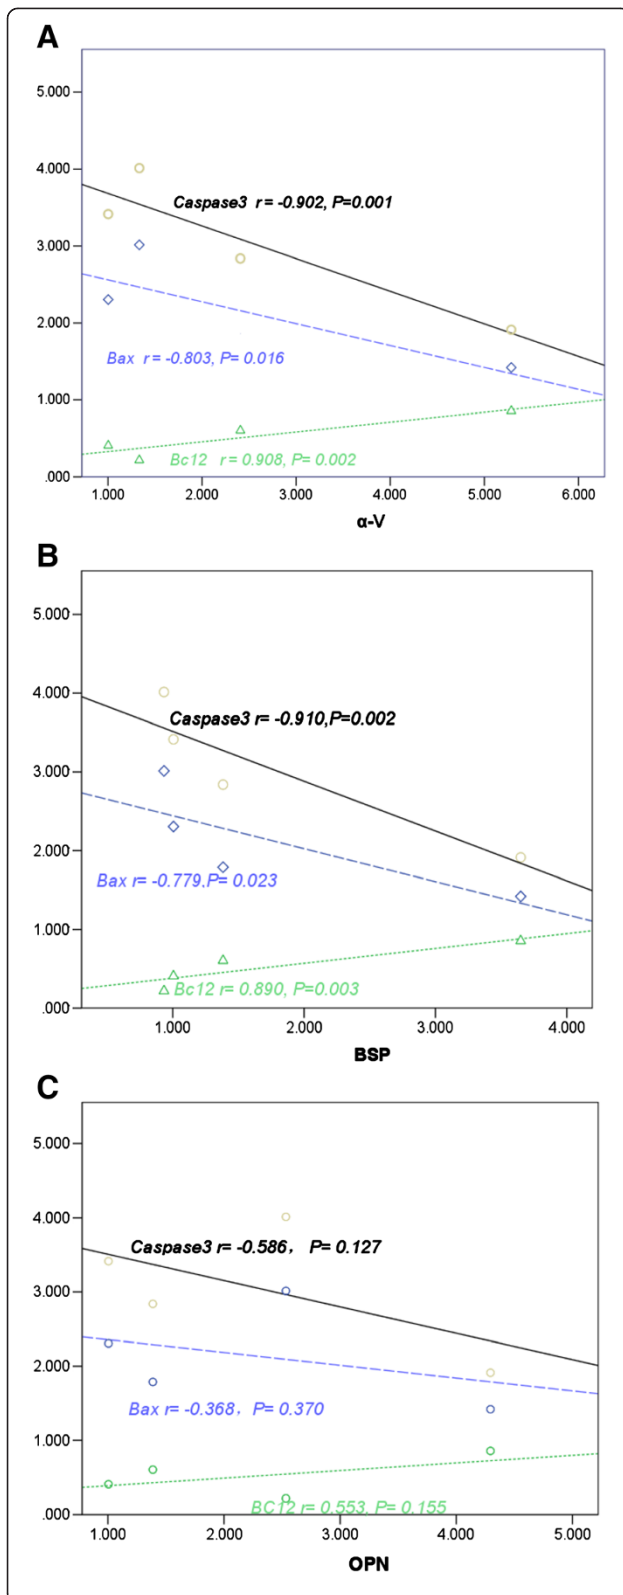 A
5.000
4.000
Caspase3 r= -0.902, P=0.001
3.000
2.000
Bax r= -0.803, P= 0.016
1.000
Bc12 r= 0.908, P= 0.002
.000
1.000 2.000 3.000 4.000 5.000 6.000
α-V
B
5.000
4.000
Caspase3 r= -0.910,P=0.002
3.000
2.000
Bax r= -0.779.P= 0.023
1.000
Bc12 r= 0.890, P=0.003
.000
1.000 2.000 3.000 4.000
BSP
C
5.000
4.000
Caspase3 r= -0.586, P= 0.127
3.000
2.000
Bax r= -0.368, P= 0.370
1.000
BC12 r= 0.553. P= 0.155
.000
1.000 2.000 3.000 4.000 5.000
OPN